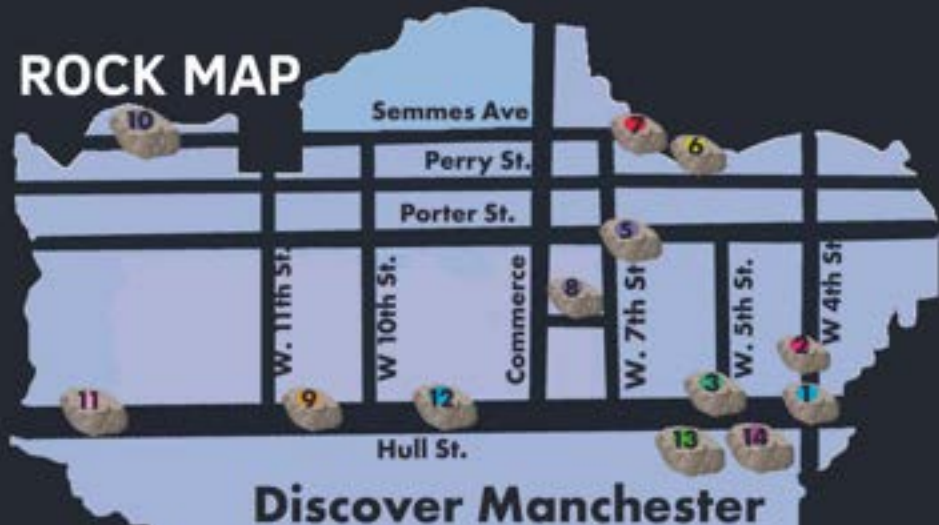 ROCK MAP
10
Semmes Ave
7
6
Perry St.
Porter St.
5
W. 11th St.
W 10th St.
Commerce
8
W. 7th St
W. 5th St.
W 4th St.
2
3
1
11
9
12
Hull St.
13
14
Discover Manchester